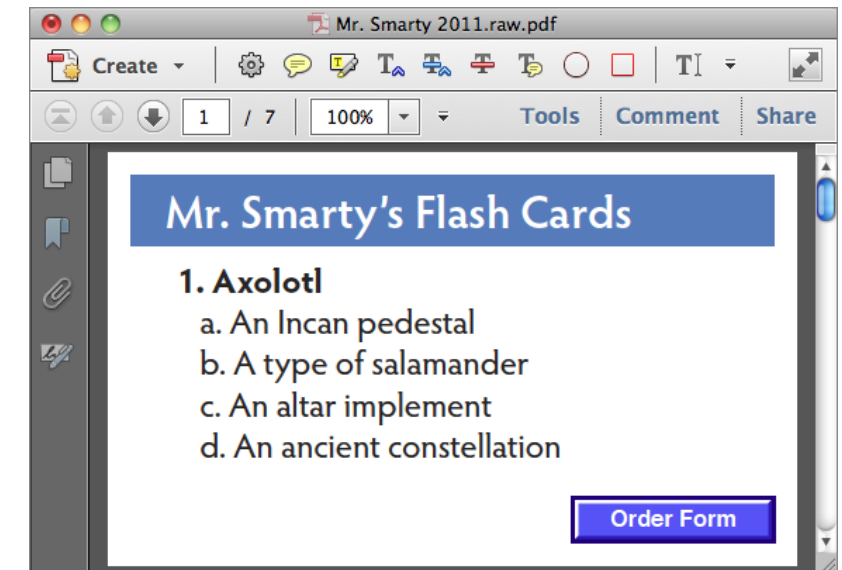 Mr. Smarty 2011.raw.pdf
Create
1 / 7 100% Tools Comment Share
Mr. Smarty's Flash Cards
1. Axolotl
a. An Incan pedestal
b. A type of salamander
c. An altar implement
d. An ancient constellation
Order Form